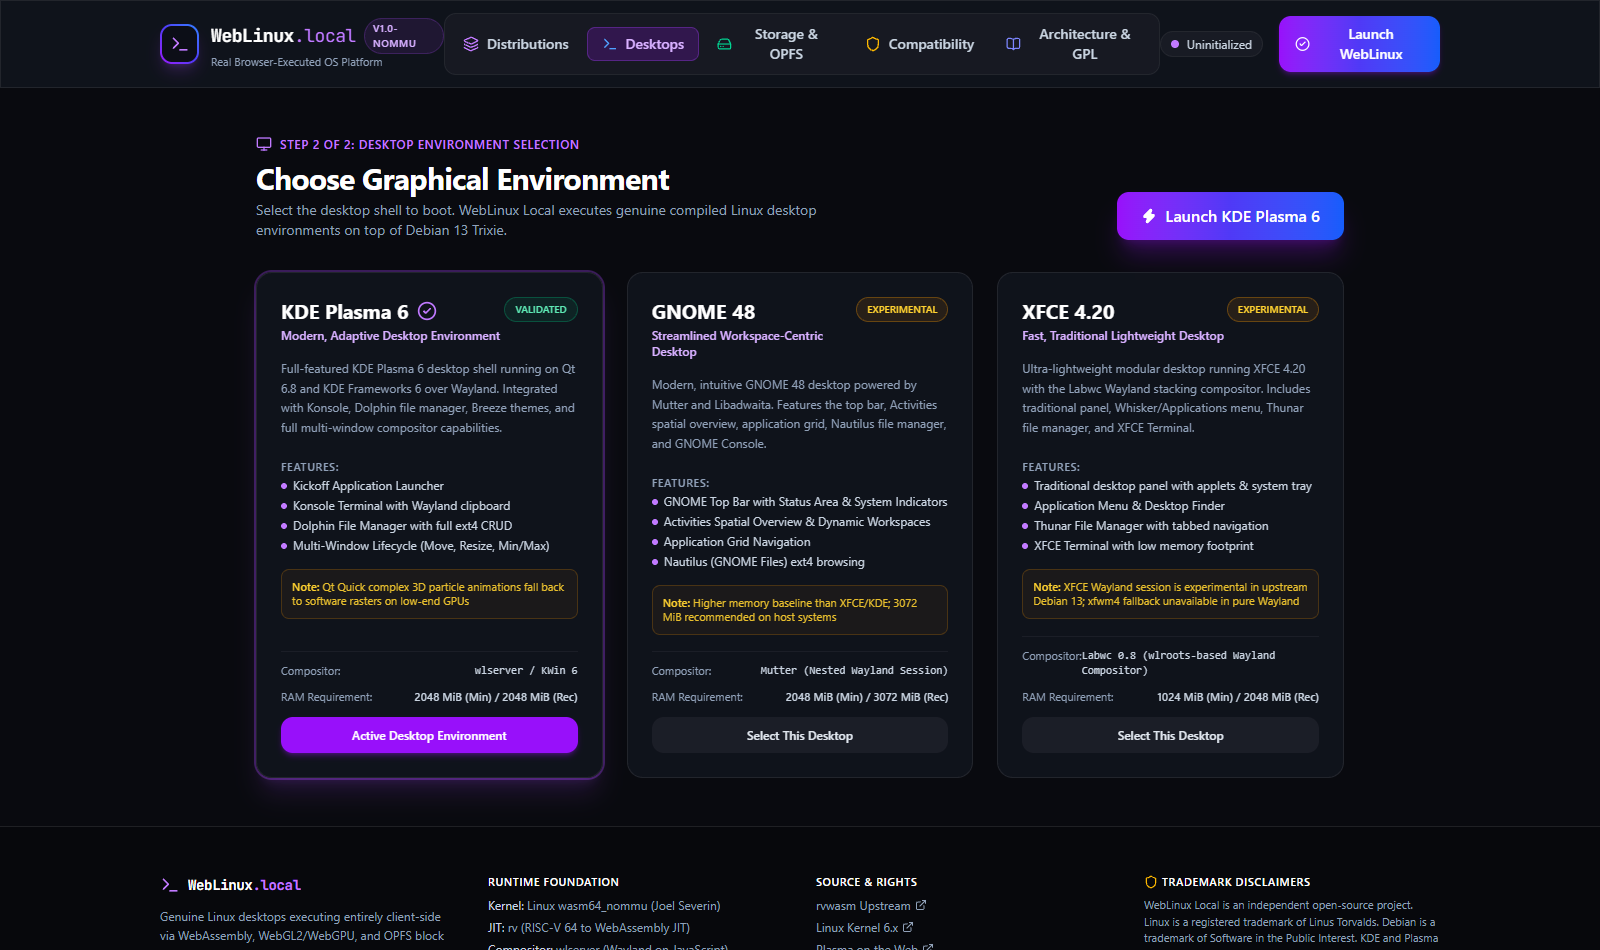 WebLinux.local
V1.0-
NOMMU
Real Browser-Executed OS Platform
Distributions
Desktops
Storage &
OPFS
Compatibility
Architecture &
GPL
Uninitialized
Launch
WebLinux
STEP 2 OF 2: DESKTOP ENVIRONMENT SELECTION
Choose Graphical Environment
Select the desktop shell to boot. WebLinux Local executes genuine compiled Linux desktop
environments on top of Debian 13 Trixie.
Launch KDE Plasma 6
KDE Plasma 6
VALIDATED
Modern, Adaptive Desktop Environment
Full-featured KDE Plasma 6 desktop shell running on Qt
6.8 and KDE Frameworks 6 over Wayland. Integrated
with Konsole, Dolphin file manager, Breeze themes, and
full multi-window compositor capabilities.
FEATURES:
Kickoff Application Launcher
Konsole Terminal with Wayland clipboard
Dolphin File Manager with full ext4 CRUD
Multi-Window Lifecycle (Move, Resize, Min/Max)
Note: Qt Quick complex 3D particle animations fall back
to software rasters on low-end GPUs
Compositor: wlserver / KWin 6
RAM Requirement: 2048 MiB (Min) / 2048 MiB (Rec)
Active Desktop Environment
GNOME 48
EXPERIMENTAL
Streamlined Workspace-Centric
Desktop
Modern, intuitive GNOME 48 desktop powered by
Mutter and Libadwaita. Features the top bar, Activities
spatial overview, application grid, Nautilus file manager,
and GNOME Console.
FEATURES:
GNOME Top Bar with Status Area & System Indicators
Activities Spatial Overview & Dynamic Workspaces
Application Grid Navigation
Nautilus (GNOME Files) ext4 browsing
Note: Higher memory baseline than XFCE/KDE; 3072
MiB recommended on host systems
Compositor: Mutter (Nested Wayland Session)
RAM Requirement: 2048 MiB (Min) / 3072 MiB (Rec)
Select This Desktop
XFCE 4.20
EXPERIMENTAL
Fast, Traditional Lightweight Desktop
Ultra-lightweight modular desktop running XFCE 4.20
with the Labwc Wayland stacking compositor. Includes
traditional panel, Whisker/Applications menu, Thunar
file manager, and XFCE Terminal.
FEATURES:
Traditional desktop panel with applets & system tray
Application Menu & Desktop Finder
Thunar File Manager with tabbed navigation
XFCE Terminal with low memory footprint
Note: XFCE Wayland session is experimental in upstream
Debian 13; xfwm4 fallback unavailable in pure Wayland
Compositor: Labwc 0.8 (wlroots-based Wayland
Compositor)
RAM Requirement: 1024 MiB (Min) / 2048 MiB (Rec)
Select This Desktop
WebLinux.local
Genuine Linux desktops executing entirely client-side
via WebAssembly, WebGL2/WebGPU, and OPFS block
RUNTIME FOUNDATION
Kernel: Linux wasm64_nommu (Joel Severin)
JIT: rv (RISC-V 64 to WebAssembly JIT)
Compositor: wlserver (Wayland on JavaScript)
SOURCE & RIGHTS
rvwasm Upstream
Linux Kernel 6.x
Plasma on the Web
TRADEMARK DISCLAIMERS
WebLinux Local is an independent open-source project.
Linux is a registered trademark of Linus Torvalds. Debian is a
trademark of Software in the Public Interest. KDE and Plasma